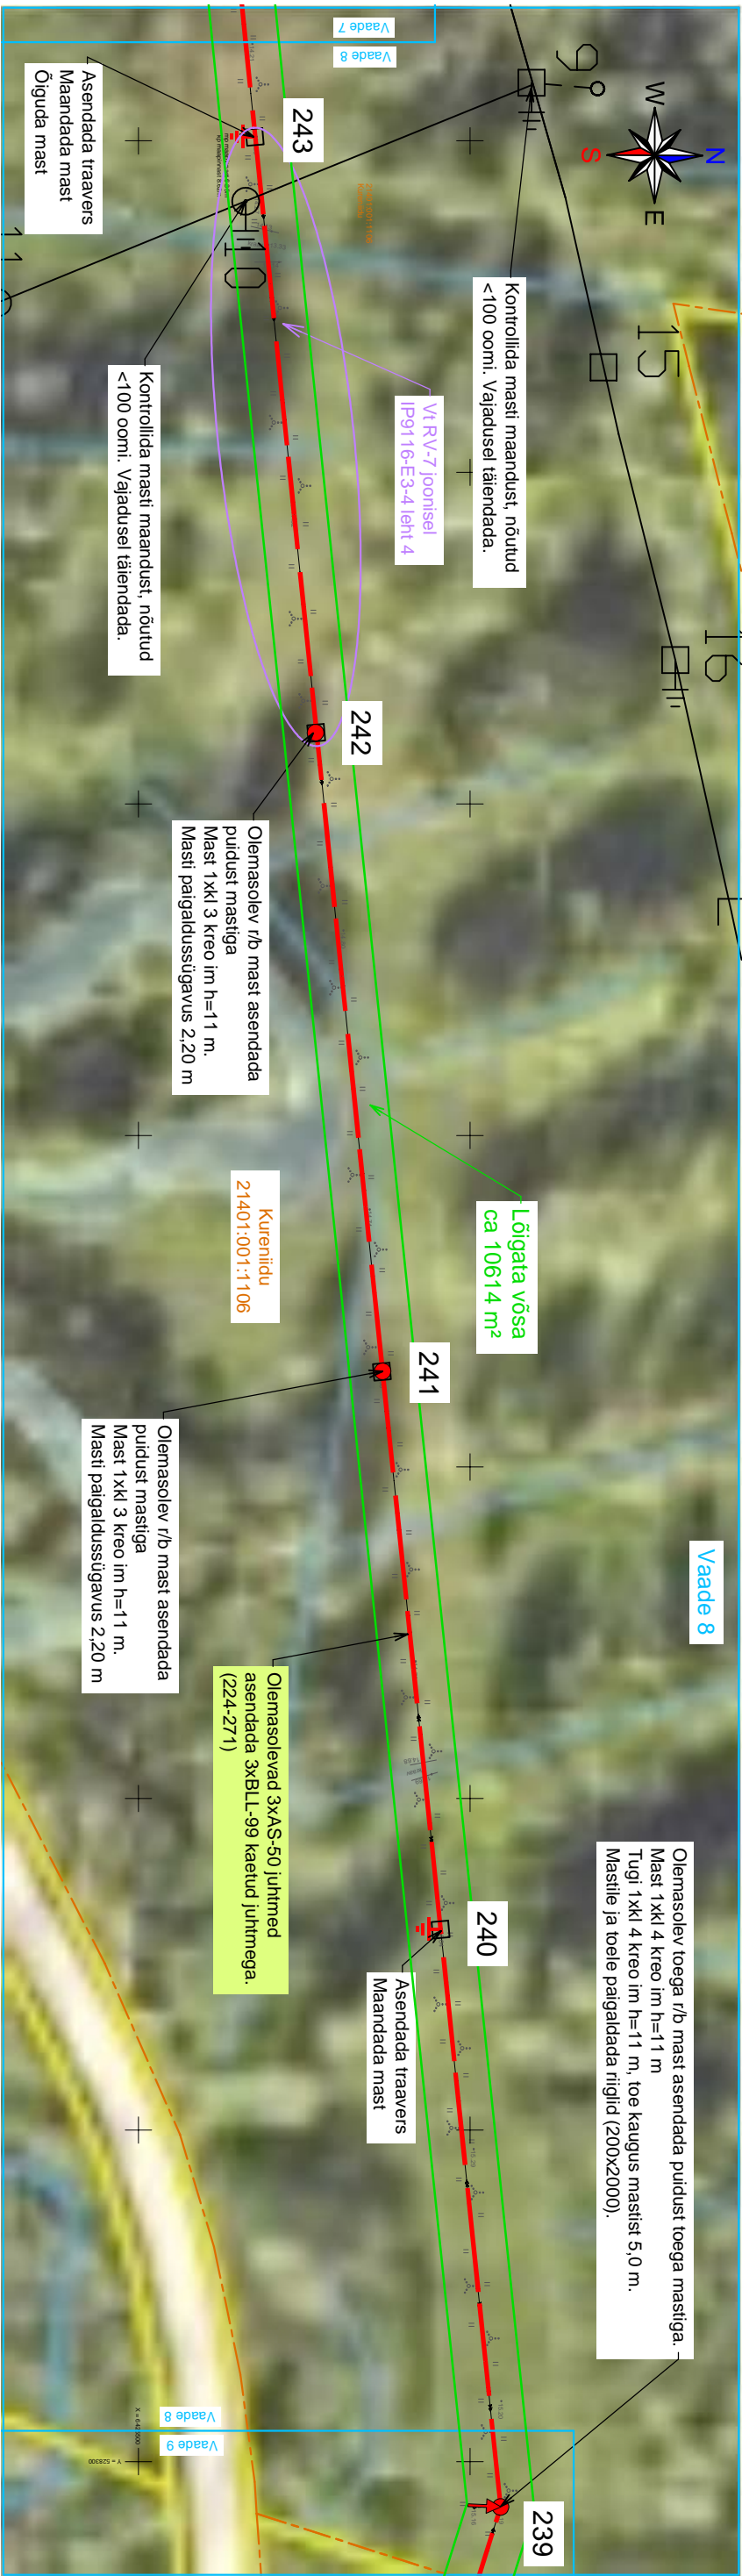 Vaade 7
Vaade 8
N
W
E
S
9
15
16
10
11
243
Asendada traavers
Maandada mast
Õiguda mast
Kontrollida masti maandust, nõutud
<100 oomi. Vajadusel täiendada.
Kontrollida masti maandust, nõutud
<100 oomi. Vajadusel täiendada.
Vt RV-7 joonisel
IP9116-E3-4 leht 4
242
Olemasolev r/b mast asendada
puidust mastiga
Mast 1xkl 3 kreo im h=11 m.
Masti paigaldussügavus 2,20 m
Lõigata võsa
ca 10614 m²
Kureniidu
21401:001:1106
241
Olemasolev r/b mast asendada
puidust mastiga
Mast 1xkl 3 kreo im h=11 m.
Masti paigaldussügavus 2,20 m
Vaade 8
Olemasolevad 3xAS-50 juhtmed
asendada 3xBLL-99 kaetud juhtmega.
(224-271)
240
Asendada traavers
Maandada mast
Olemasolev toega r/b mast asendada puidust toega mastiga.
Mast 1xkl 4 kreo im h=11 m
Tugi 1xkl 4 kreo im h=11 m, toe kaugus mastist 5,0 m.
Mastile ja toele paigaldada riiglid (200x2000).
239
Vaade 8
Vaade 9
Y = 528300